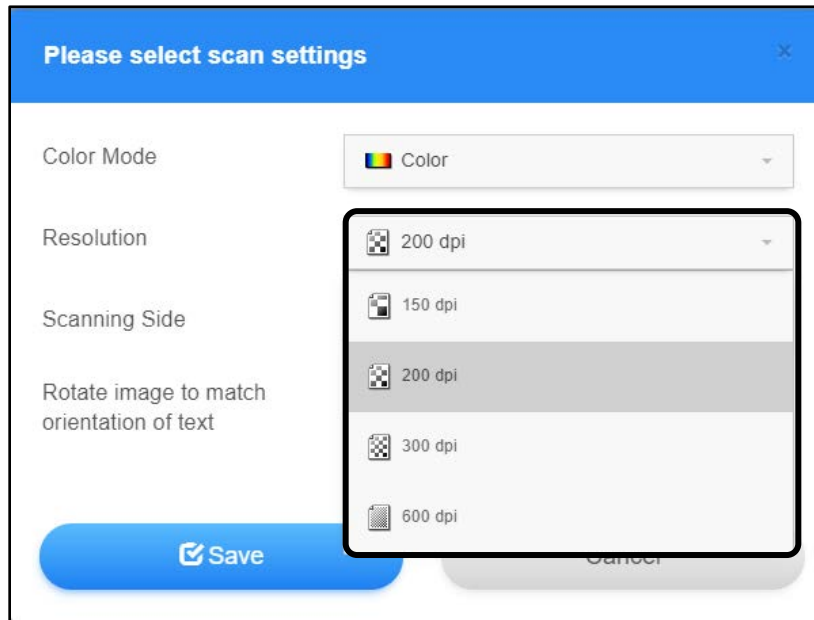 Please select scan settings
×
Color Mode
Color
Resolution
200 dpi
150 dpi
200 dpi
300 dpi
600 dpi
Scanning Side
Rotate image to match
orientation of text
Save
Cancel